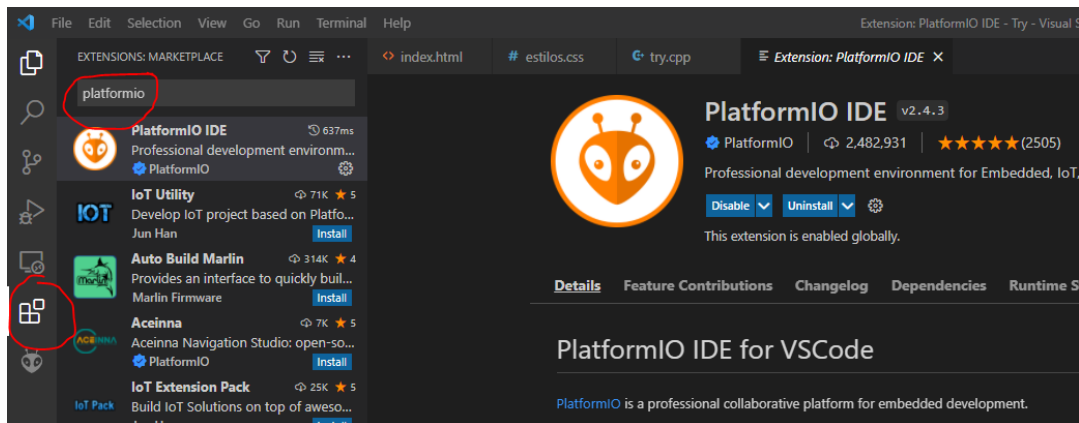 File Edit Selection View Go Run Terminal Help
Extension: PlatformIO IDE - Try - Visual S
EXTENSIONS: MARKETPLACE
index.html
estilos.css
try.cpp
Extension: PlatformIO IDE
platformio
PlatformIO IDE 637ms
Professional development environm...
PlatformIO
IoT Utility 71K 5
Develop IoT project based on Platfo...
Jun Han Install
Auto Build Marlin 314K 4
Provides an interface to quickly buil...
Marlin Firmware Install
Aceinna 7K 5
Aceinna Navigation Studio: open-so...
PlatformIO Install
IoT Extension Pack 25K 5
Build IoT Solutions on top of aweso...
IOT
Marlin
ACEINNA
IoT Pack
PlatformIO IDE v2.4.3
PlatformIO 2,482,931 (2505)
Professional development environment for Embedded, IoT,
Disable Uninstall
This extension is enabled globally.
Details Feature Contributions Changelog Dependencies Runtime S
PlatformIO IDE for VSCode
PlatformIO is a professional collaborative platform for embedded development.